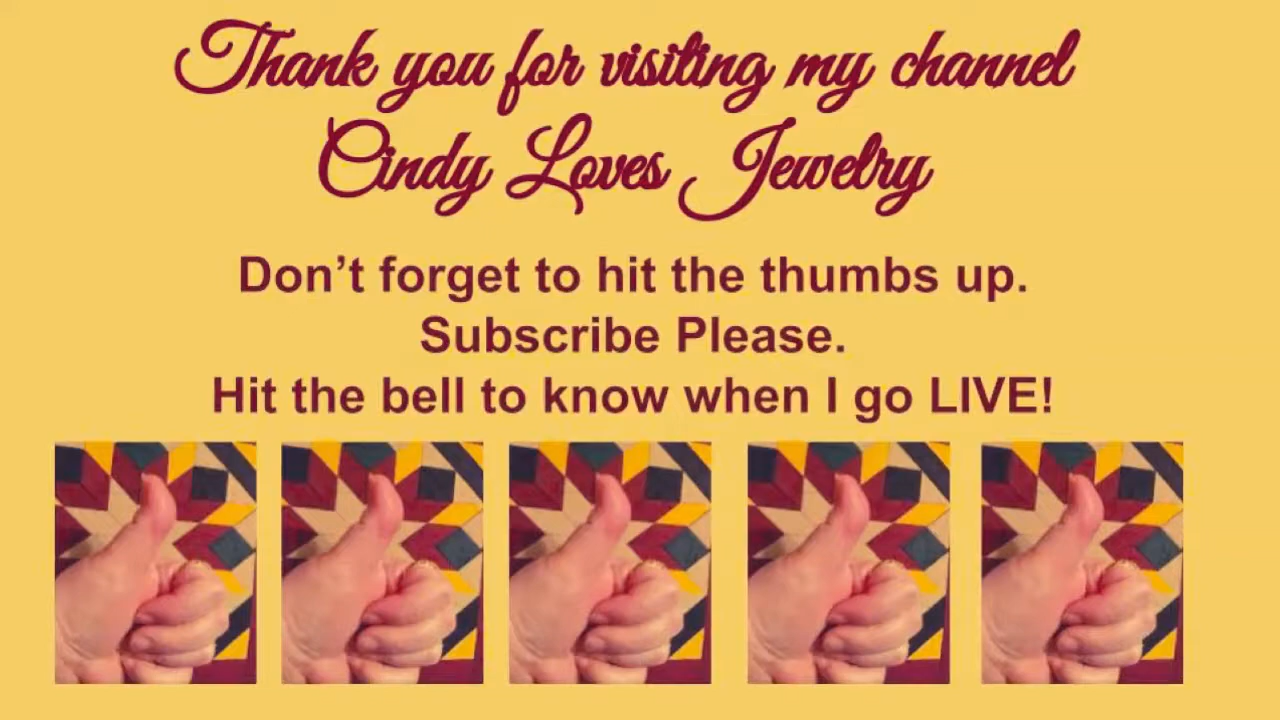 Thank you for visiting my channel
Cindy Loves Jewelry
Don’t forget to hit the thumbs up.
Subscribe Please.
Hit the bell to know when I go LIVE!